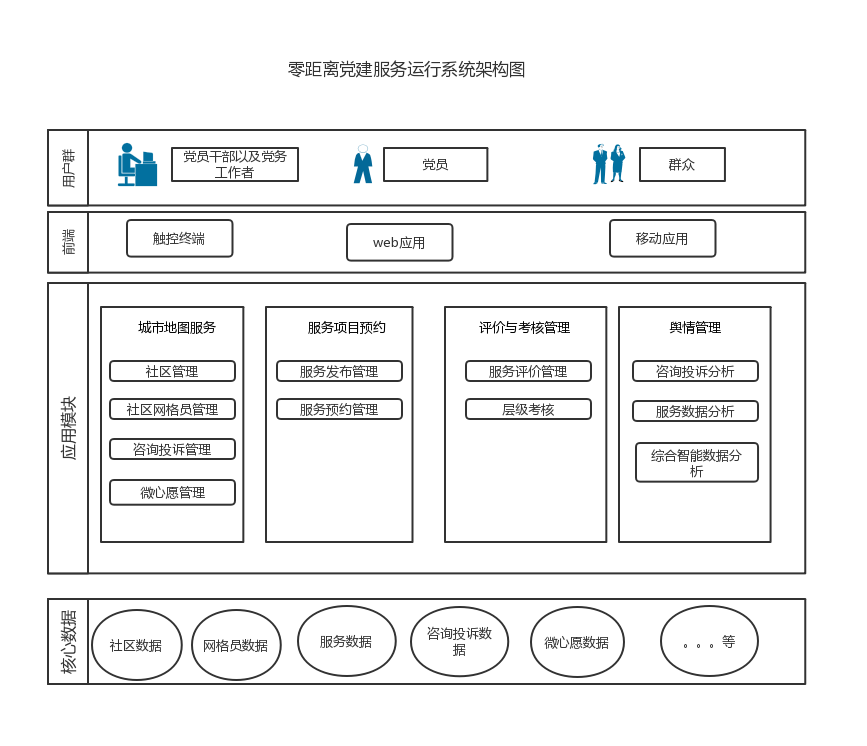 零距离党建服务运行系统架构图
用户群
党员干部以及党务
工作者
党员
群众
前端
触控终端
web应用
移动应用
应用模块
城市地图服务
社区管理
社区网格员管理
咨询投诉管理
微心愿管理
服务项目预约
服务发布管理
服务预约管理
评价与考核管理
服务评价管理
层级考核
舆情管理
咨询投诉分析
服务数据分析
综合智能数据分
析
核心数据
社区数据
网格员数据
服务数据
咨询投诉数
据
微心愿数据
。。。等